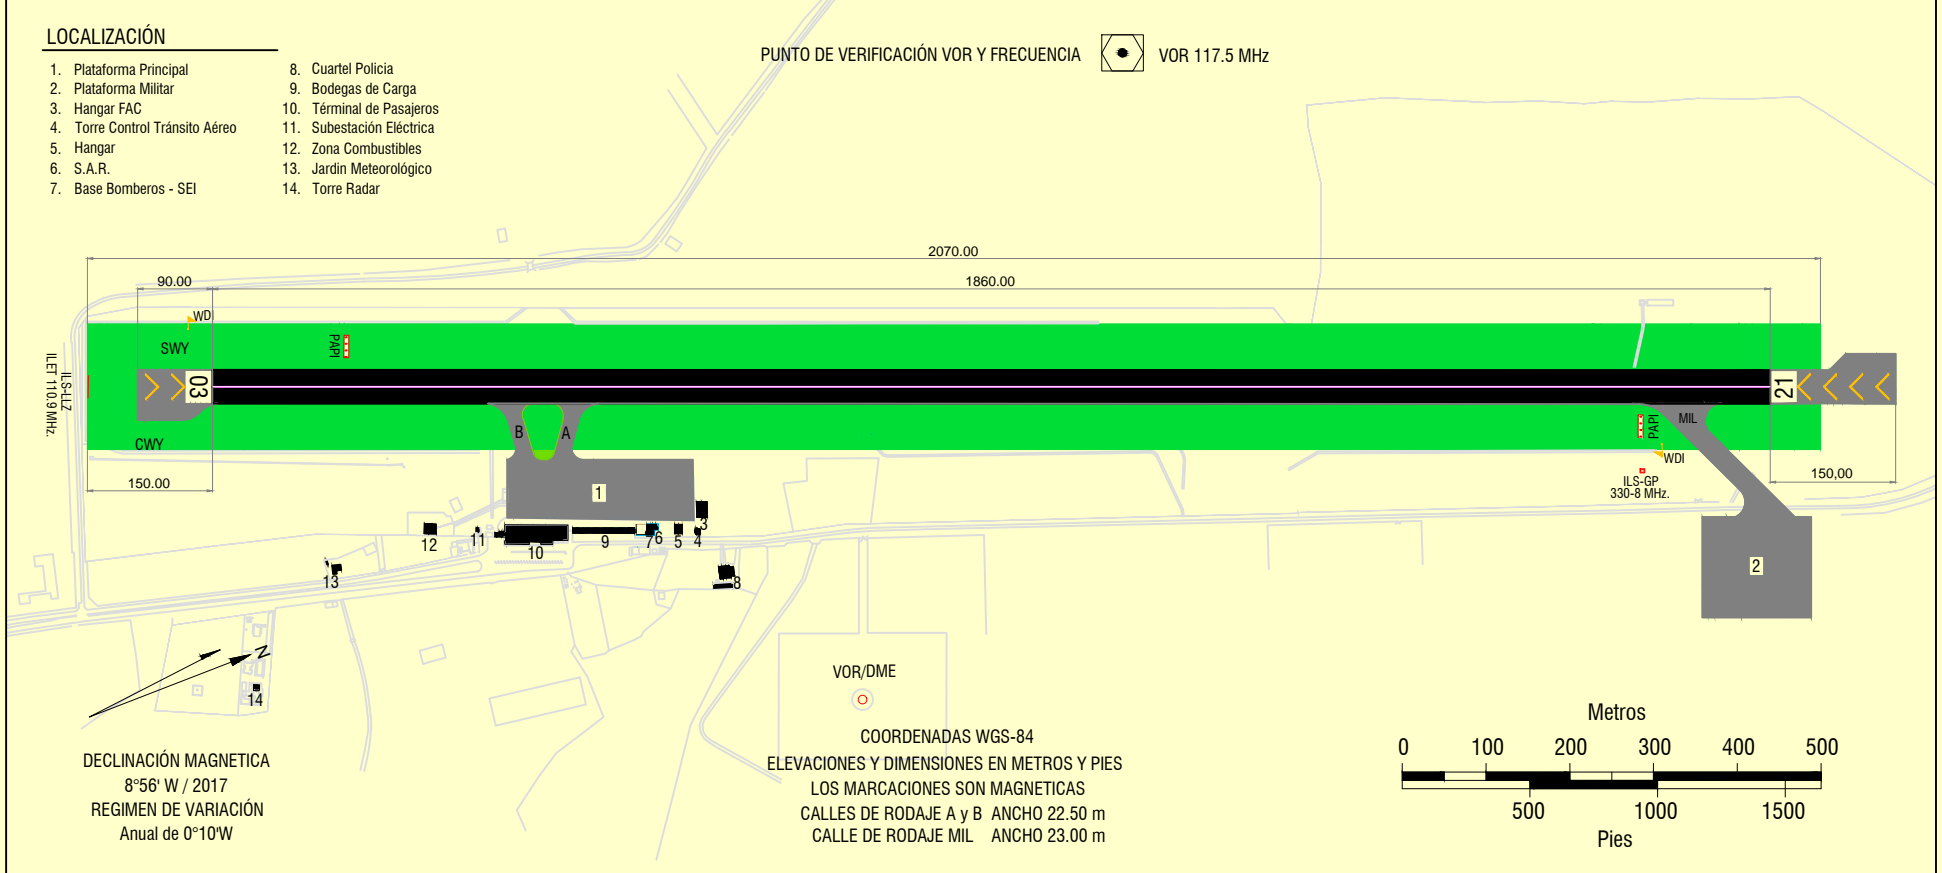 LOCALIZACIÓN
1. Plataforma Principal
2. Plataforma Militar
3. Hangar FAC
4. Torre Control Tránsito Aéreo
5. Hangar
6. S.A.R.
7. Base Bomberos - SEI
8. Cuartel Policia
9. Bodegas de Carga
10. Términal de Pasajeros
11. Subestación Eléctrica
12. Zona Combustibles
13. Jardin Meteorológico
14. Torre Radar
PUNTO DE VERIFICACIÓN VOR Y FRECUENCIA
VOR 117.5 MHz
2070.00
90.00
1860.00
WDI
SWY
PAPI
ILS-LLZ
ILET 110.9 MHZ.
03
21
CWY
B
A
MIL
PAPI
WDI
150.00
150,00
ILS-GP
330-8 MHz.
1
3
12
11
10
9
7
6
5
4
13
8
2
N
14
VOR/DME
DECLINACIÓN MAGNETICA
8°56' W / 2017
REGIMEN DE VARIACIÓN
Anual de 0°10'W
COORDENADAS WGS-84
ELEVACIONES Y DIMENSIONES EN METROS Y PIES
LOS MARCACIONES SON MAGNETICAS
CALLES DE RODAJE A y B ANCHO 22.50 m
CALLE DE RODAJE MIL ANCHO 23.00 m
Metros
0 100 200 300 400 500
500 1000 1500
Pies